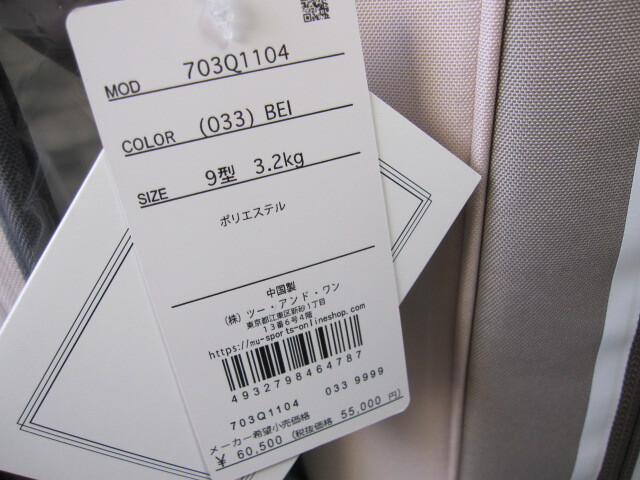 MOD 703Q1104
COLOR (033) BEI
SIZE 9型 3.2kg
ポリエステル
中国製
(株) ツー・アンド・ワン
東京都江東区新砂1丁目
13番6号4階
https://mu-sports-onlineshop.com
4932798464787
703Q1104 033 9999
メーカー希望小売価格
¥ 60,500 (税抜価格 55,000円)